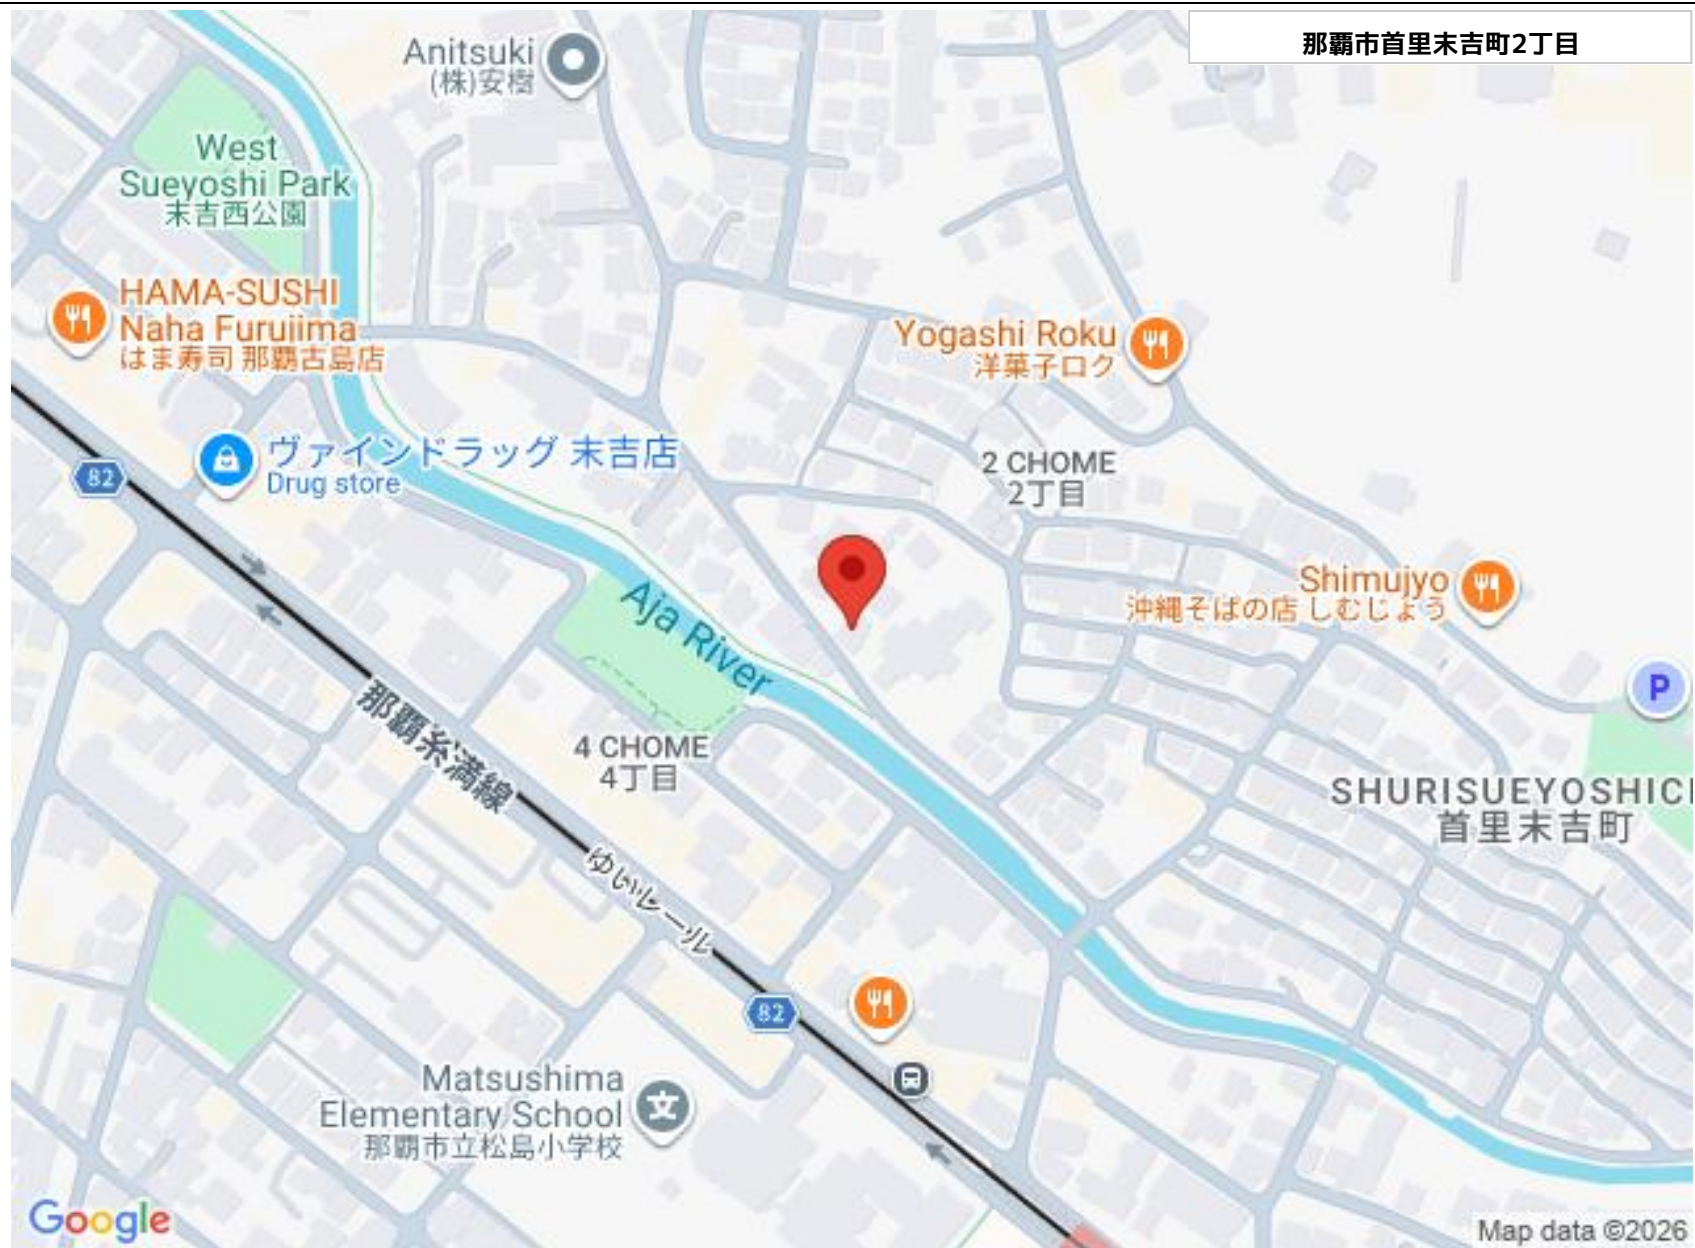 那覇市首里末吉町2丁目
Anitsuki
(株)安樹
West
Sueyoshi Park
末吉西公園
HAMA-SUSHI
Naha Furujima
はま寿司 那覇古島店
Yogashi Roku
洋菓子ロク
ヴァインドラッグ 末吉店
Drug store
82
2 CHOME
2丁目
Shimujyo
沖縄そばの店 しむじょう
Aja River
P
那覇糸満線
4 CHOME
4丁目
SHURISUEYOSHICH
首里末吉町
ゆいレール
82
Matsushima
Elementary School
那覇市立松島小学校
文
Google
Map data ©2026